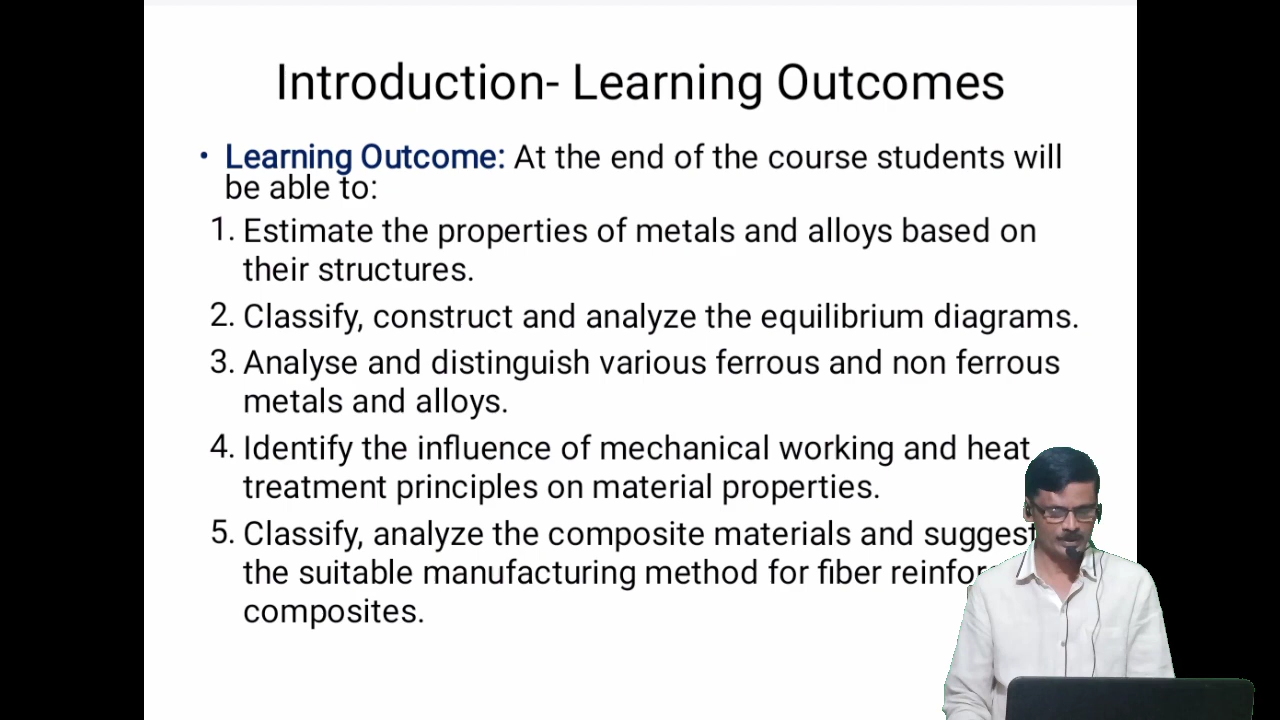 Introduction- Learning Outcomes
• Learning Outcome: At the end of the course students will
be able to:
1. Estimate the properties of metals and alloys based on
their structures.
2. Classify, construct and analyze the equilibrium diagrams.
3. Analyse and distinguish various ferrous and non ferrous
metals and alloys.
4. Identify the influence of mechanical working and heat
treatment principles on material properties.
5. Classify, analyze the composite materials and suggest
the suitable manufacturing method for fiber
composites.